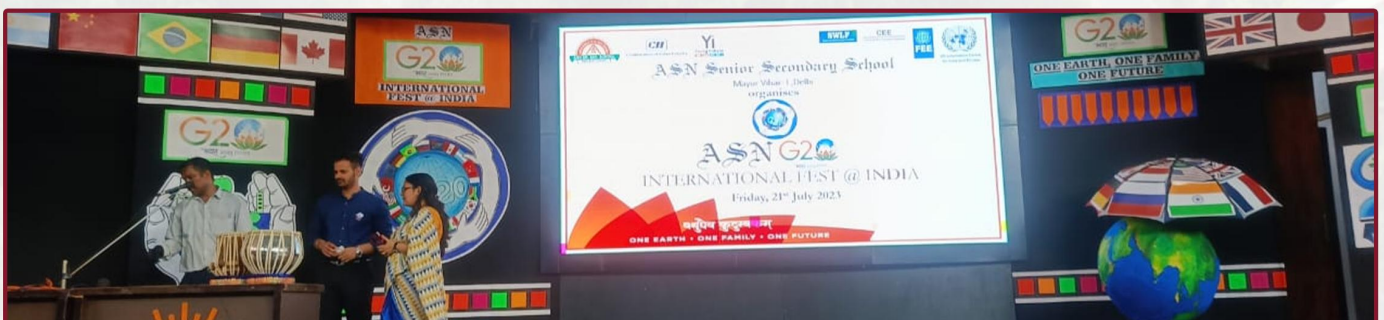 ASN
G20
INTERNATIONAL
FEST @ INDIA
G20
CII
Yi
SWLF
CEE
FEE
ASN Senior Secondary School
Mayur Vihar-1, Delhi
organises
ASN G20
INTERNATIONAL FEST @ INDIA
Friday, 21st July 2023
वसुधैव कुटुम्बकम्
ONE EARTH • ONE FAMILY • ONE FUTURE
G20
ONE EARTH, ONE FAMILY
ONE FUTURE